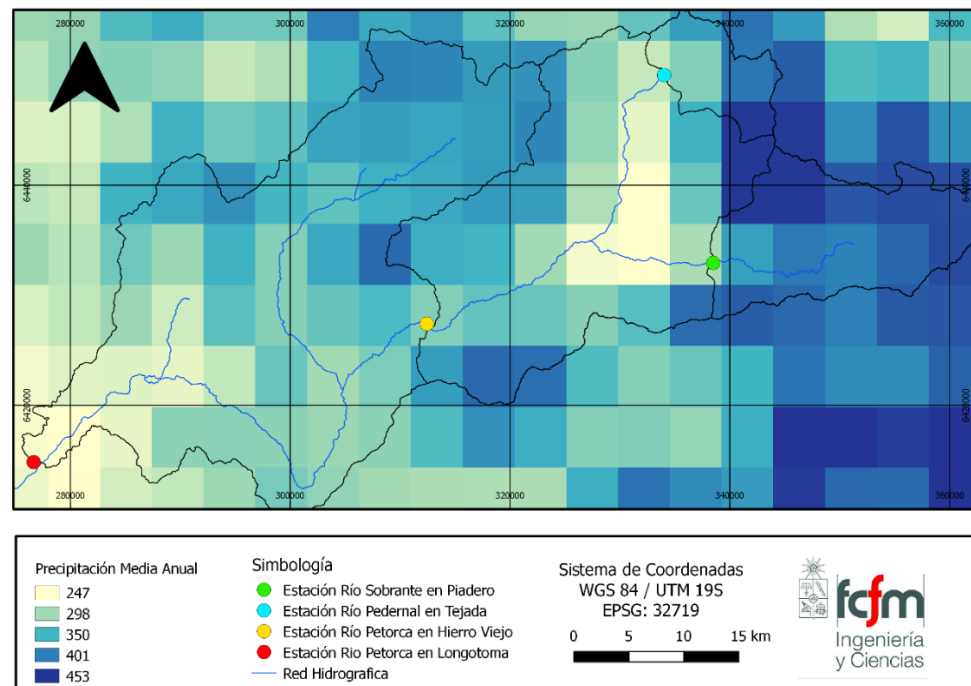 280000
300000
320000
340000
360000
6440000
6440000
6420000
6420000
280000
300000
320000
340000
360000
Precipitación Media Anual
247
298
350
401
453
Simbología
Estación Río Sobrante en Piadero
Estación Río Pedernal en Tejada
Estación Río Petorca en Hierro Viejo
Estación Rio Petorca en Longotoma
Red Hidrografica
Sistema de Coordenadas
WGS 84 / UTM 19S
EPSG: 32719
0 5 10 15 km
fcfm
Ingeniería
y Ciencias